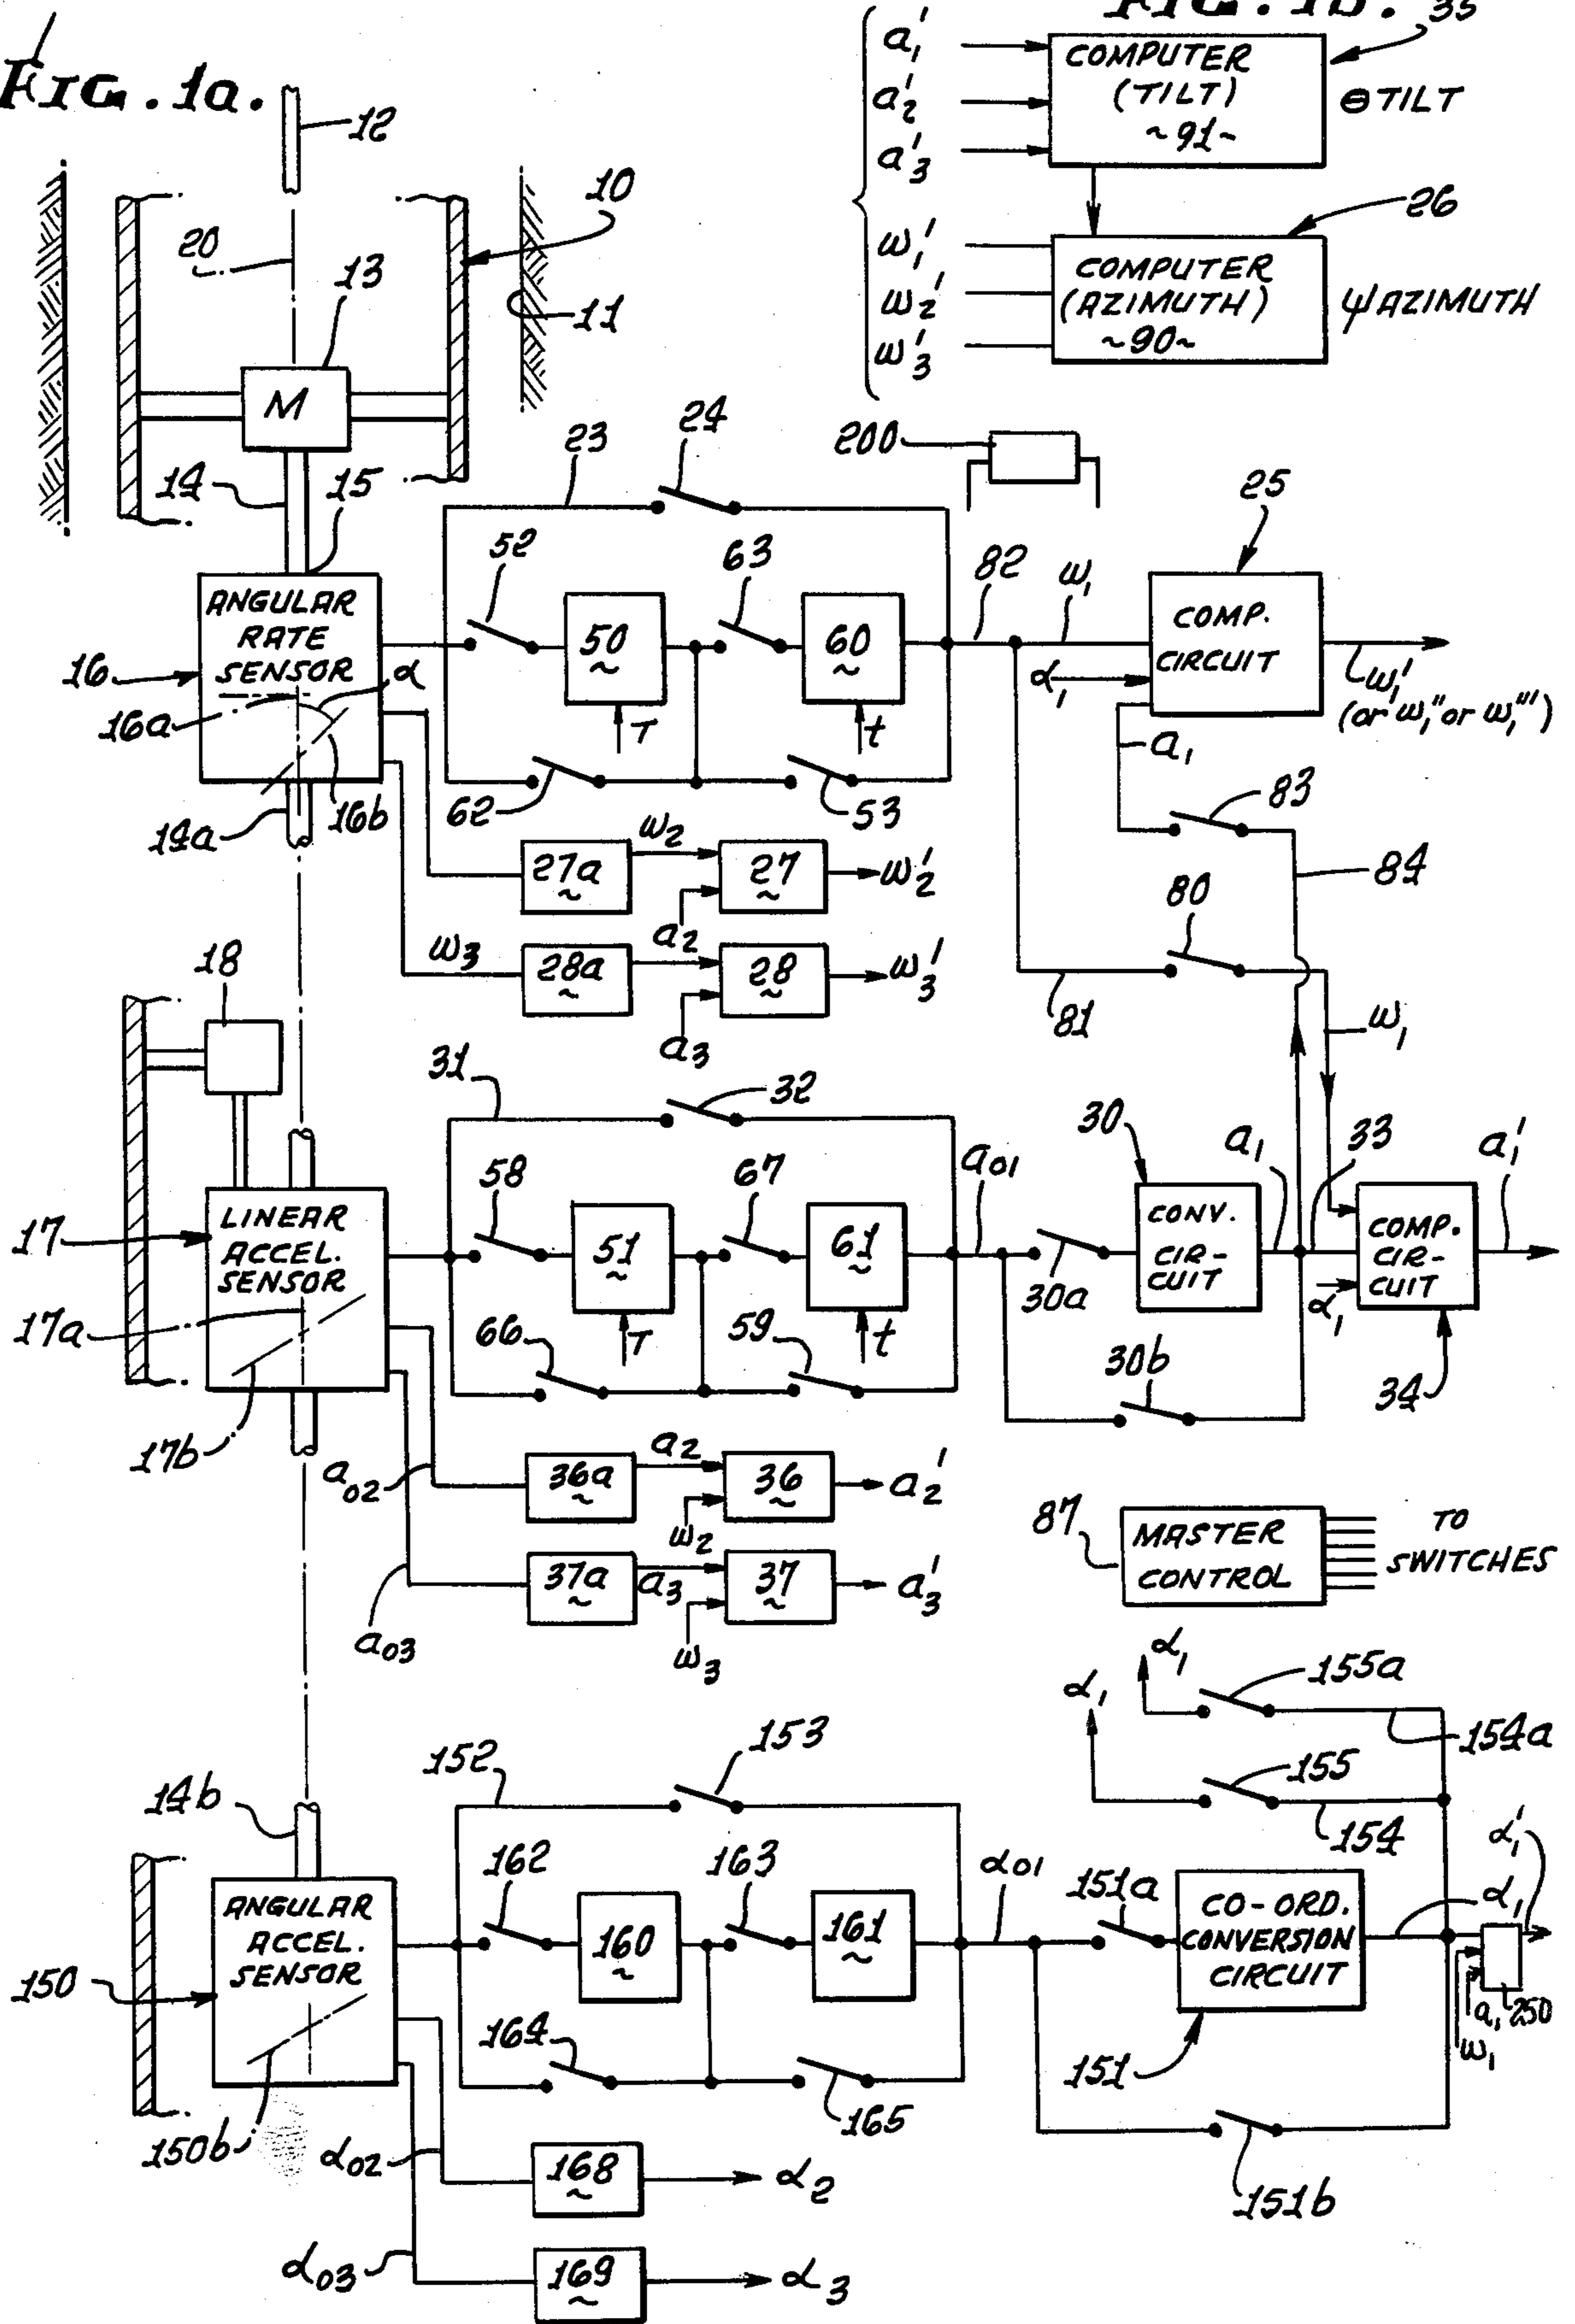 FIG. 1a.
FIG. 1b.
35
a₁'
a₂'
a₃'
COMPUTER
(TILT)
~91~
θ TILT
26
ω₁'
ω₂'
ω₃'
COMPUTER
(AZIMUTH)
~90~
ψ AZIMUTH
12
10
20
13
11
M
14
15
23
24
200
25
52
63
82
ω₁
ANGULAR
RATE
SENSOR
16
16a
α
50
60
T
t
COMP.
CIRCUIT
α₁
ω₁'
(or ω₁'' or ω₁''')
a₁
14a
16b
62
53
83
84
27a
ω₂
27
ω₂'
a₂
80
ω₃
28a
28
ω₃'
a₃
81
ω₁
18
31
32
30
a₁
33
a₁'
58
67
a₀₁
17
LINEAR
ACCEL.
SENSOR
51
61
30a
CONV.
CIR-
CUIT
COMP.
CIR-
CUIT
α₁
17a
T
t
66
59
30b
34
17b
a₀₂
36a
a₂
36
a₂'
ω₂
87
MASTER
CONTROL
TO
SWITCHES
37a
a₃
37
a₃'
a₀₃
ω₃
α₁
155a
α₁
154a
152
153
155
154
14b
α₁'
162
163
α₀₁
151a
α₁
ANGULAR
ACCEL.
SENSOR
160
161
CO-ORD.
CONVERSION
CIRCUIT
150
a₁
250
ω₁
164
165
151
150b
α₀₂
168
α₂
151b
α₀₃
169
α₃